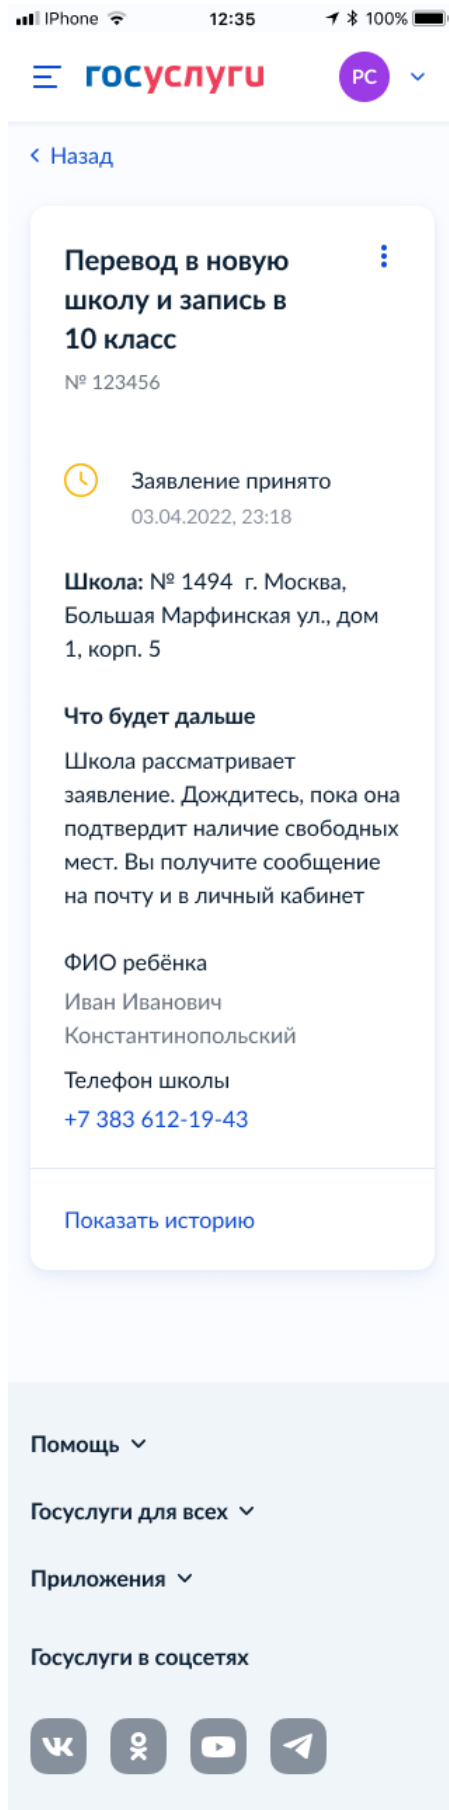 IPhone 12:35 100%
госуслуги РС
Назад
Перевод в новую
школу и запись в
10 класс
№ 123456
Заявление принято
03.04.2022, 23:18
Школа: № 1494 г. Москва,
Большая Марфинская ул., дом
1, корп. 5
Что будет дальше
Школа рассматривает
заявление. Дождитесь, пока она
подтвердит наличие свободных
мест. Вы получите сообщение
на почту и в личный кабинет
ФИО ребёнка
Иван Иванович
Константинопольский
Телефон школы
+7 383 612-19-43
Показать историю
Помощь
Госуслуги для всех
Приложения
Госуслуги в соцсетях